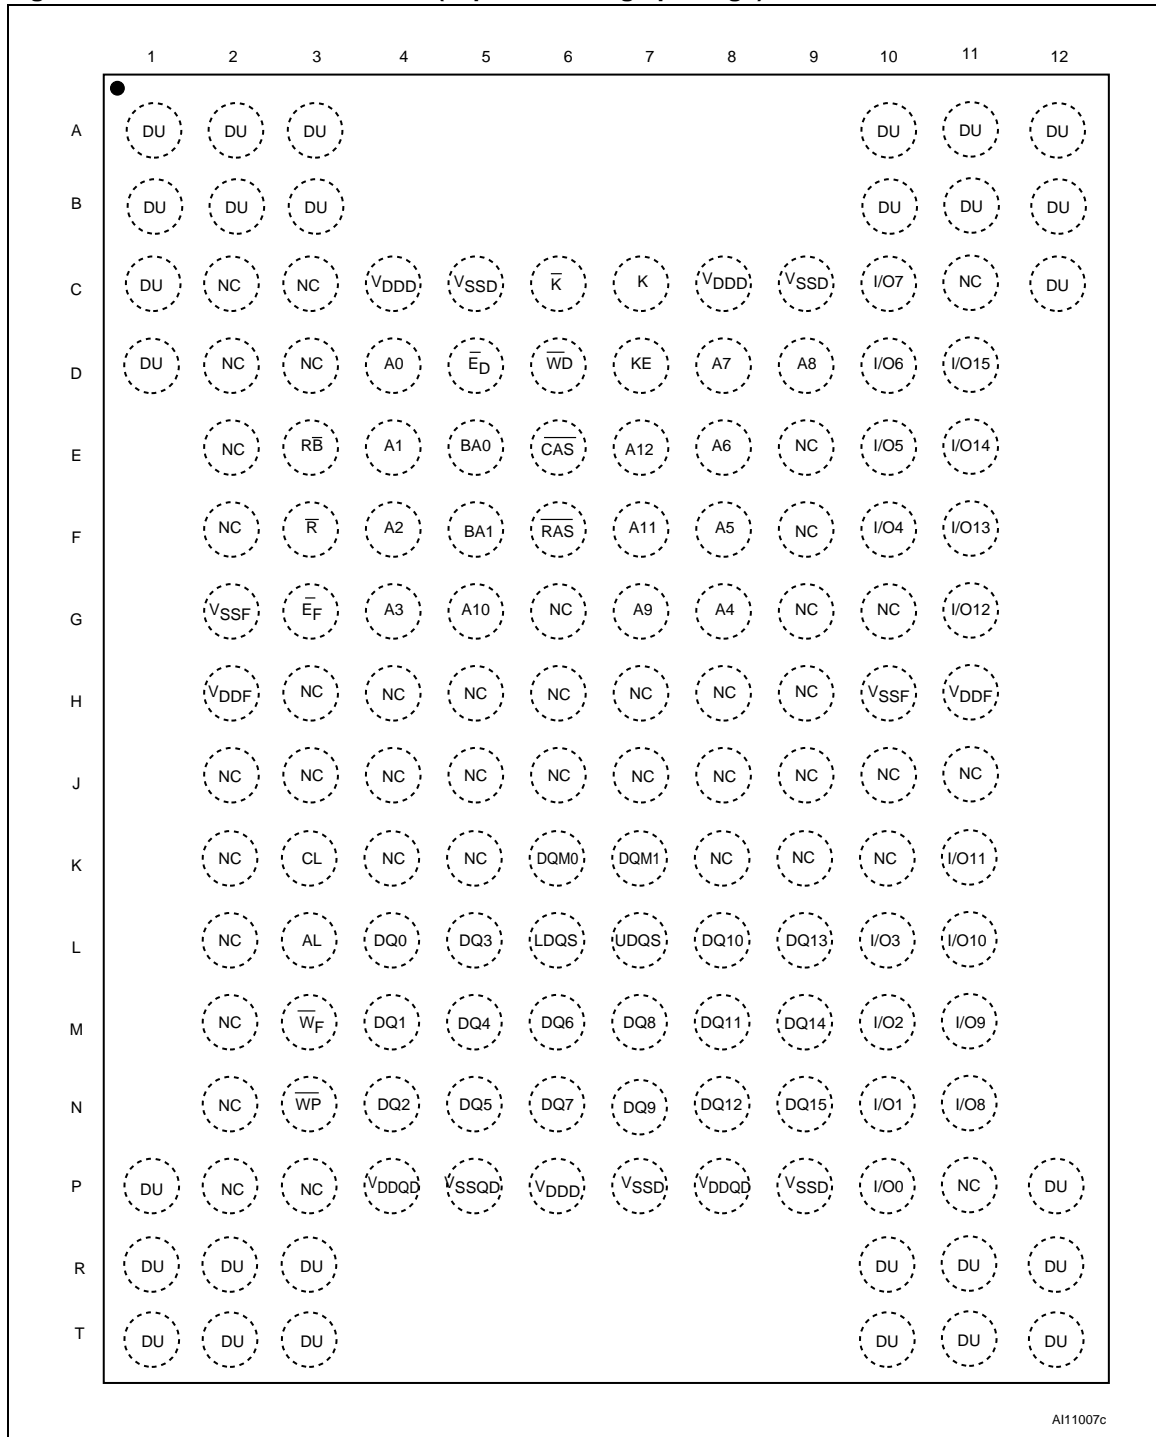 1 2 3 4 5 6 7 8 9 10 11 12
A DU DU DU DU DU DU
B DU DU DU DU DU DU
C DU NC NC VDDD VSSD K̅ K VDDD VSSD I/O7 NC DU
D DU NC NC A0 E̅D W̅D̅ KE A7 A8 I/O6 I/O15
E NC RB̅ A1 BA0 C̅A̅S̅ A12 A6 NC I/O5 I/O14
F NC R̅ A2 BA1 R̅A̅S̅ A11 A5 NC I/O4 I/O13
G VSSF E̅F A3 A10 NC A9 A4 NC NC I/O12
H VDDF NC NC NC NC NC NC NC VSSF VDDF
J NC NC NC NC NC NC NC NC NC NC
K NC CL NC NC DQM0 DQM1 NC NC NC I/O11
L NC AL DQ0 DQ3 LDQS UDQS DQ10 DQ13 I/O3 I/O10
M NC W̅F DQ1 DQ4 DQ6 DQ8 DQ11 DQ14 I/O2 I/O9
N NC W̅P̅ DQ2 DQ5 DQ7 DQ9 DQ12 DQ15 I/O1 I/O8
P DU NC NC VDDQD VSSQD VDDD VSSD VDDQD VSSD I/O0 NC DU
R DU DU DU DU DU DU
T DU DU DU DU DU DU
AI11007c